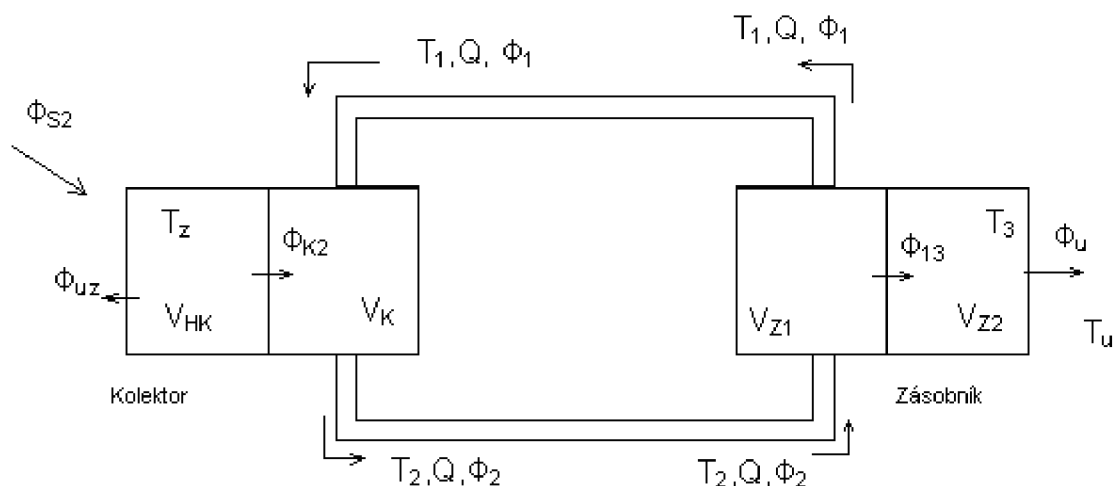 T₁,Q, Φ₁
T₁,Q, Φ₁
Φ_S2
T_z
Φ_K2
Φ_uz
V_HK
V_K
T₃
Φ_u
Φ₁₃
V_Z1
V_Z2
T_u
Kolektor
Zásobník
T₂,Q,Φ₂
T₂,Q,Φ₂